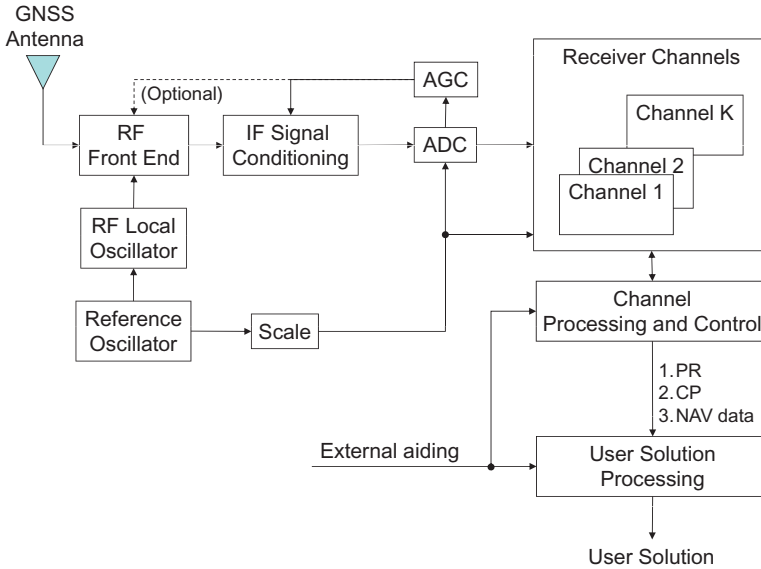 GNSS
Antenna
(Optional)
AGC
Receiver Channels
RF
Front End
IF Signal
Conditioning
ADC
Channel K
Channel 2
Channel 1
RF Local
Oscillator
Reference
Oscillator
Scale
Channel
Processing and Control
1. PR
2. CP
3. NAV data
External aiding
User Solution
Processing
User Solution